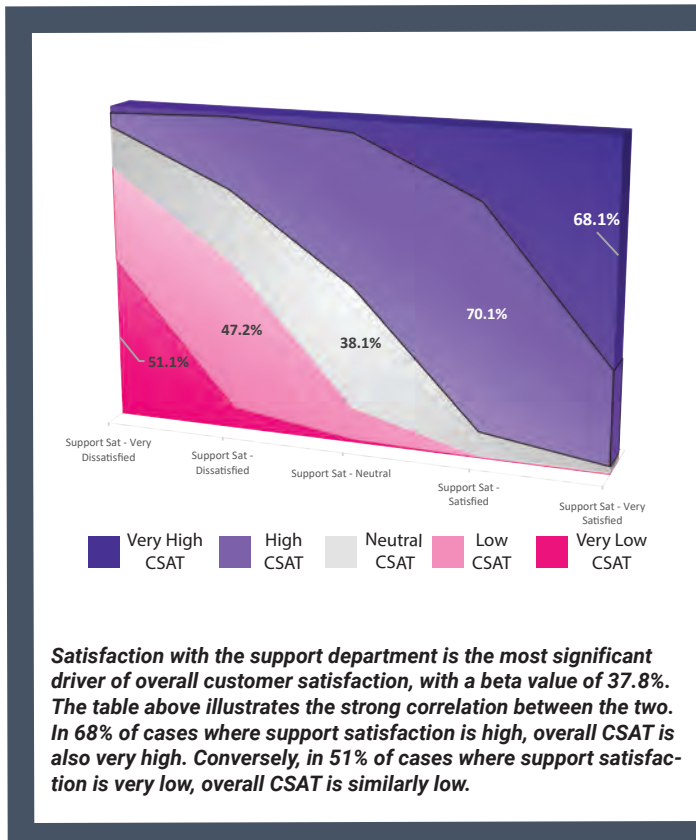 68.1%
70.1%
47.2%
38.1%
51.1%
Support Sat - Very
Dissatisfied
Support Sat -
Dissatisfied
Support Sat - Neutral
Support Sat -
Satisfied
Support Sat - Very
Satisfied
Very High
CSAT
High
CSAT
Neutral
CSAT
Low
CSAT
Very Low
CSAT
Satisfaction with the support department is the most significant
driver of overall customer satisfaction, with a beta value of 37.8%.
The table above illustrates the strong correlation between the two.
In 68% of cases where support satisfaction is high, overall CSAT is
also very high. Conversely, in 51% of cases where support satisfac-
tion is very low, overall CSAT is similarly low.